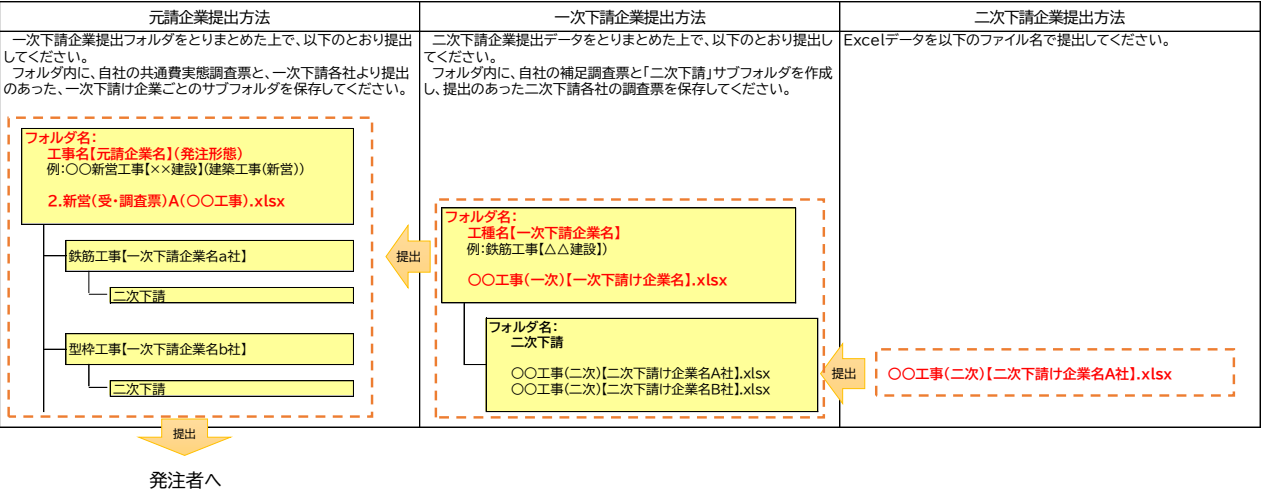 元請企業提出方法
一次下請企業提出フォルダをとりまとめた上で、以下のとおり提出
してください。
フォルダ内に、自社の共通費実態調査票と、一次下請各社より提出
のあった、一次下請け企業ごとのサブフォルダを保存してください。
フォルダ名：
工事名【元請企業名】(発注形態)
例:〇〇新営工事【××建設】(建築工事(新営))
2.新営(受・調査票)A(〇〇工事).xlsx
鉄筋工事【一次下請企業名a社】
二次下請
型枠工事【一次下請企業名b社】
二次下請
提出
発注者へ
一次下請企業提出方法
二次下請企業提出データをとりまとめた上で、以下のとおり提出し
てください。
フォルダ内に、自社の補足調査票と「二次下請」サブフォルダを作成
し、提出のあった二次下請各社の調査票を保存してください。
提出
フォルダ名：
工種名【一次下請企業名】
例:鉄筋工事【△△建設】)
〇〇工事(一次)【一次下請け企業名】.xlsx
フォルダ名：
二次下請
〇〇工事(二次)【二次下請け企業名A社】.xlsx
〇〇工事(二次)【二次下請け企業名B社】.xlsx
二次下請企業提出方法
Excelデータを以下のファイル名で提出してください。
提出
〇〇工事(二次)【二次下請け企業名A社】.xlsx